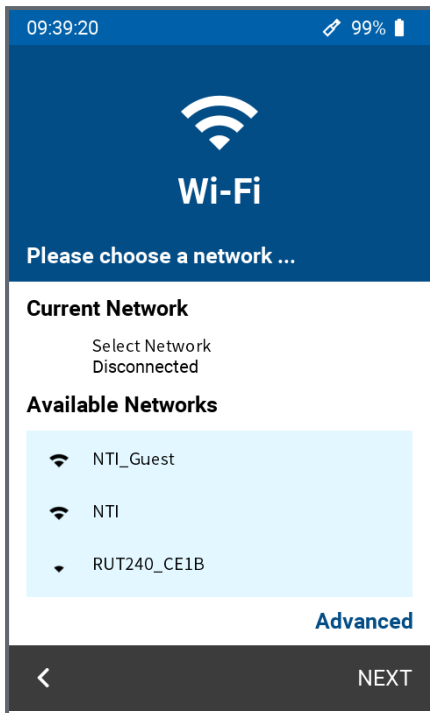 09:39:20 99%
Wi-Fi
Please choose a network ...
Current Network
Select Network
Disconnected
Available Networks
NTI_Guest
NTI
RUT240_CE1B
Advanced
NEXT